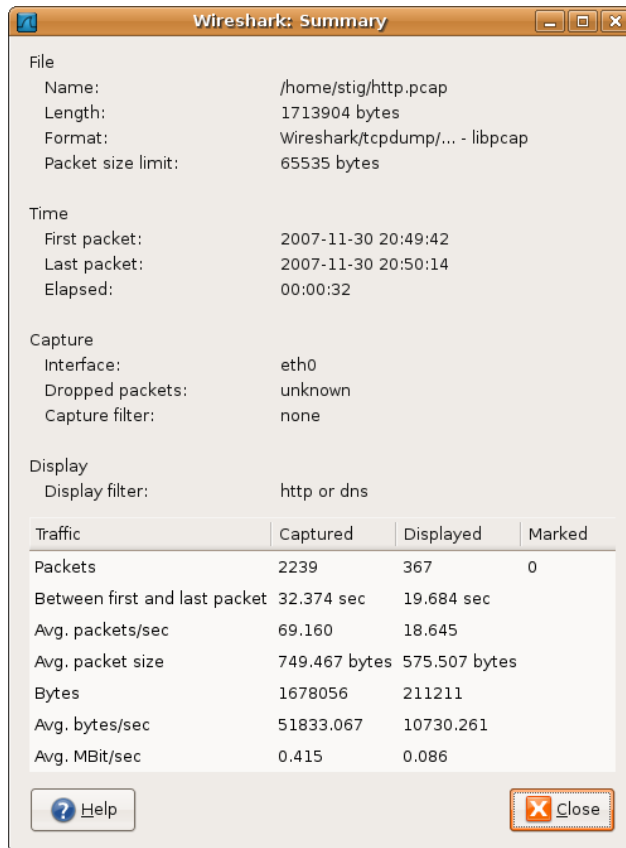 Wireshark: Summary
File
Name: /home/stig/http.pcap
Length: 1713904 bytes
Format: Wireshark/tcpdump/... - libpcap
Packet size limit: 65535 bytes
Time
First packet: 2007-11-30 20:49:42
Last packet: 2007-11-30 20:50:14
Elapsed: 00:00:32
Capture
Interface: eth0
Dropped packets: unknown
Capture filter: none
Display
Display filter: http or dns
Traffic Captured Displayed Marked
Packets 2239 367 0
Between first and last packet 32.374 sec 19.684 sec
Avg. packets/sec 69.160 18.645
Avg. packet size 749.467 bytes 575.507 bytes
Bytes 1678056 211211
Avg. bytes/sec 51833.067 10730.261
Avg. MBit/sec 0.415 0.086
Help Close